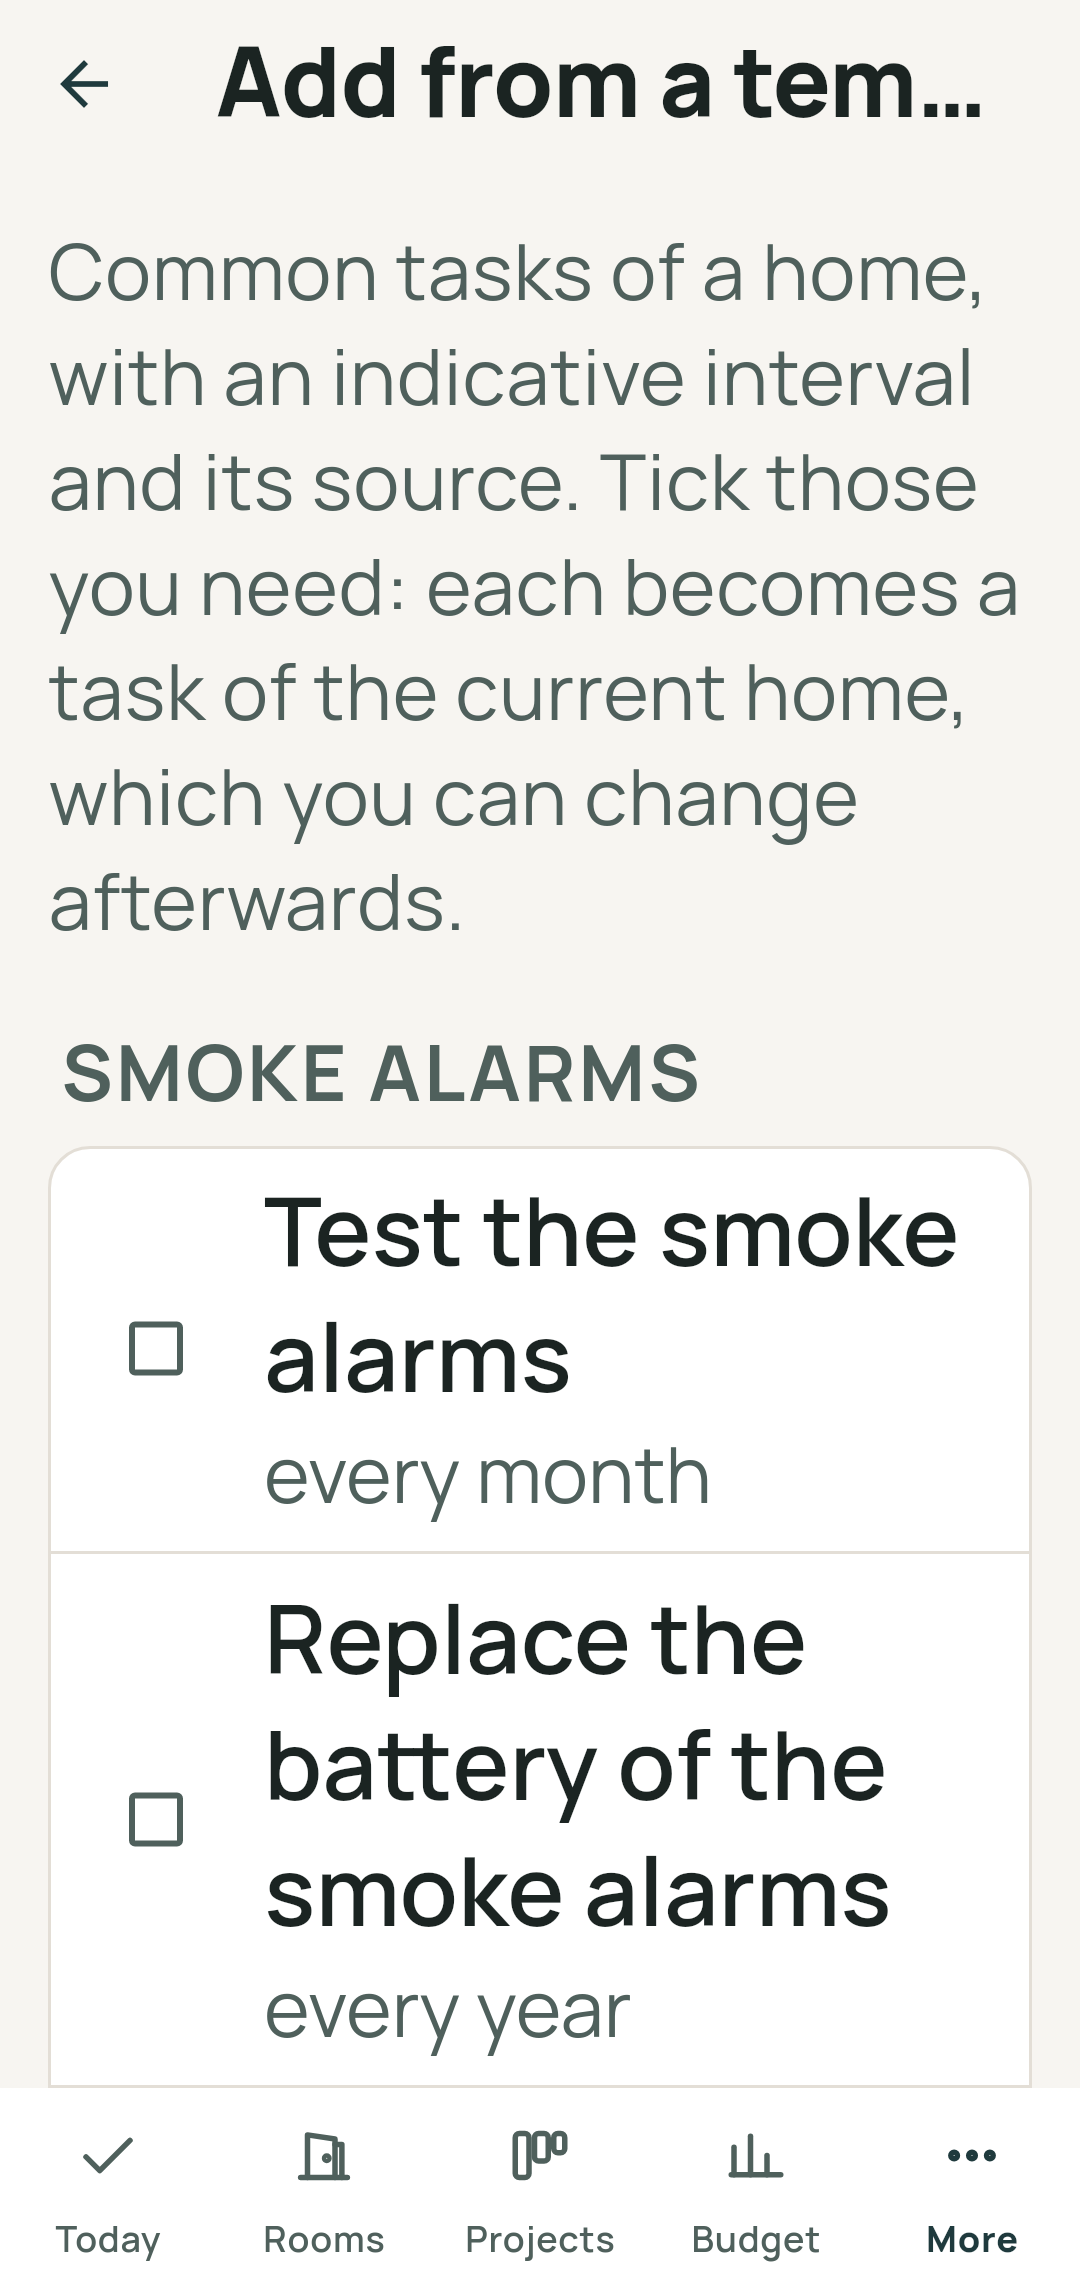 Add from a tem…
Common tasks of a home,
with an indicative interval
and its source. Tick those
you need: each becomes a
task of the current home,
which you can change
afterwards.
SMOKE ALARMS
Test the smoke
alarms
every month
Replace the
battery of the
smoke alarms
every year
Today
Rooms
Projects
Budget
More